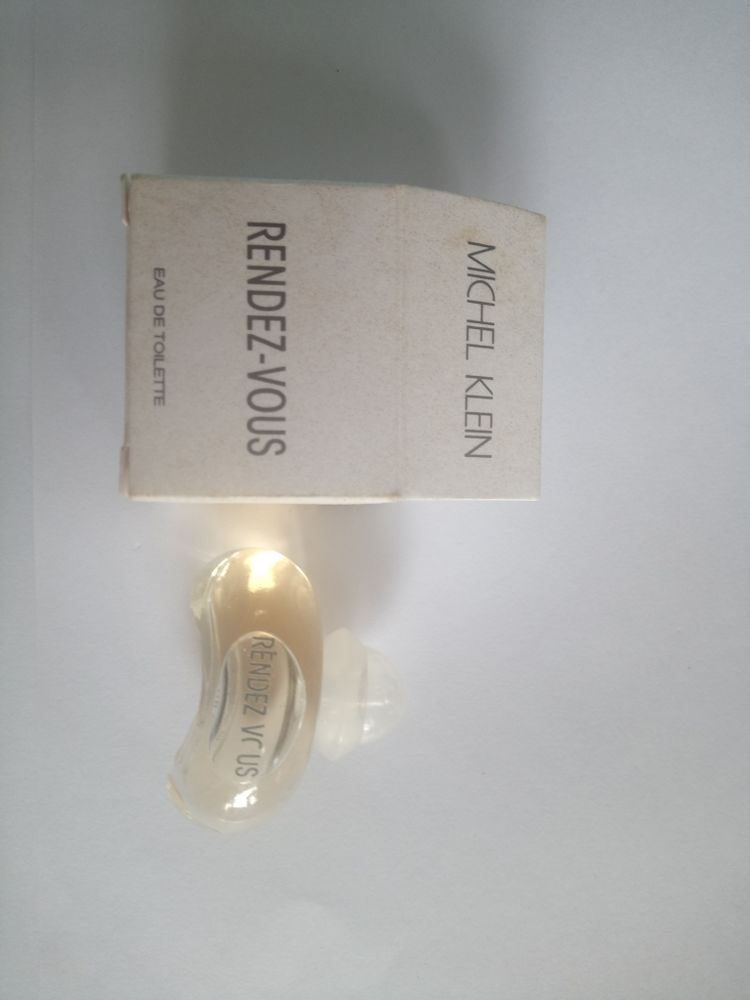 MICHEL KLEIN
RENDEZ-VOUS
EAU DE TOILETTE
RENDEZ VOUS